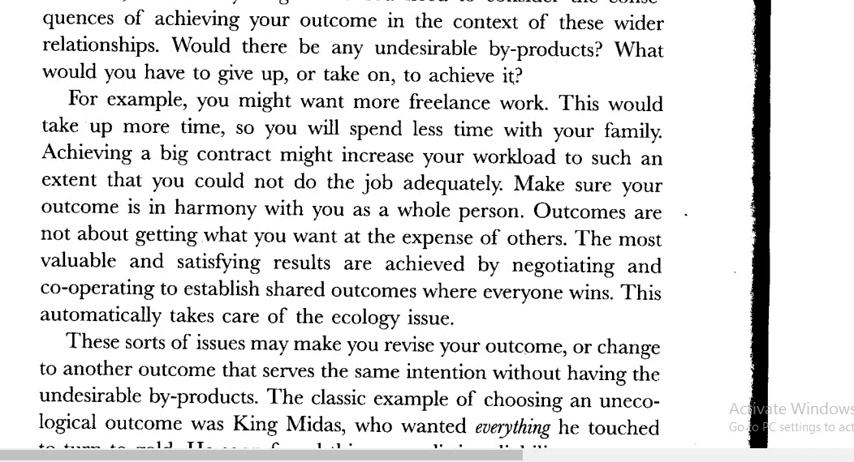 quences of achieving your outcome in the context of these wider
relationships. Would there be any undesirable by-products? What
would you have to give up, or take on, to achieve it?
For example, you might want more freelance work. This would
take up more time, so you will spend less time with your family.
Achieving a big contract might increase your workload to such an
extent that you could not do the job adequately. Make sure your
outcome is in harmony with you as a whole person. Outcomes are
not about getting what you want at the expense of others. The most
valuable and satisfying results are achieved by negotiating and
co-operating to establish shared outcomes where everyone wins. This
automatically takes care of the ecology issue.
These sorts of issues may make you revise your outcome, or change
to another outcome that serves the same intention without having the
undesirable by-products. The classic example of choosing an uneco-
logical outcome was King Midas, who wanted everything he touched
Activate Windows
Go to PC settings to act